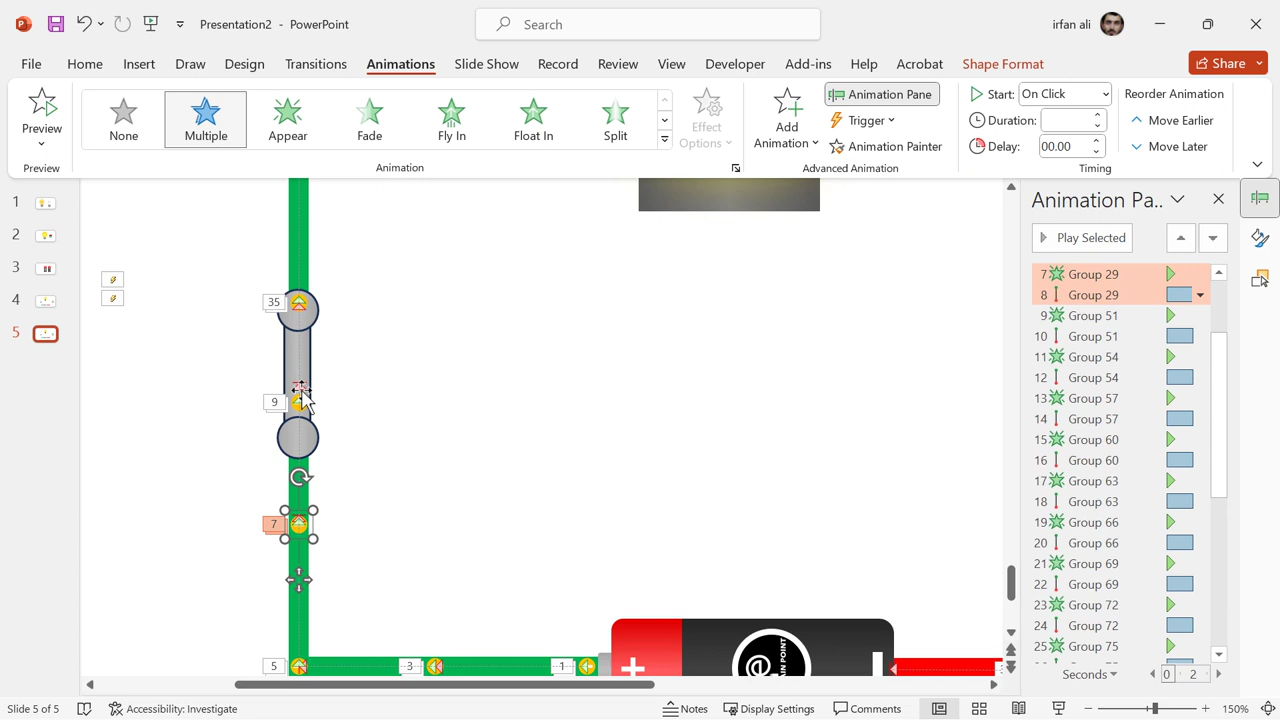 Presentation2 - PowerPoint
Search
irfan ali
File Home Insert Draw Design Transitions Animations Slide Show Record Review View Developer Add-ins Help Acrobat Shape Format
Share
Preview
Preview
None
Multiple
Appear
Fade
Fly In
Float In
Split
Animation
Effect
Options
Add
Animation
Animation Pane
Trigger
Animation Painter
Advanced Animation
Start: On Click
Duration:
Delay: 00.00
Timing
Reorder Animation
Move Earlier
Move Later
1
2
3
4
5
35
9
7
5
3
1
+
@
Animation Pa..
Play Selected
7 Group 29
8 Group 29
9 Group 51
10 Group 51
11 Group 54
12 Group 54
13 Group 57
14 Group 57
15 Group 60
16 Group 60
17 Group 63
18 Group 63
19 Group 66
20 Group 66
21 Group 69
22 Group 69
23 Group 72
24 Group 72
25 Group 75
Seconds
0 2
Slide 5 of 5
Accessibility: Investigate
Notes
Display Settings
Comments
150%